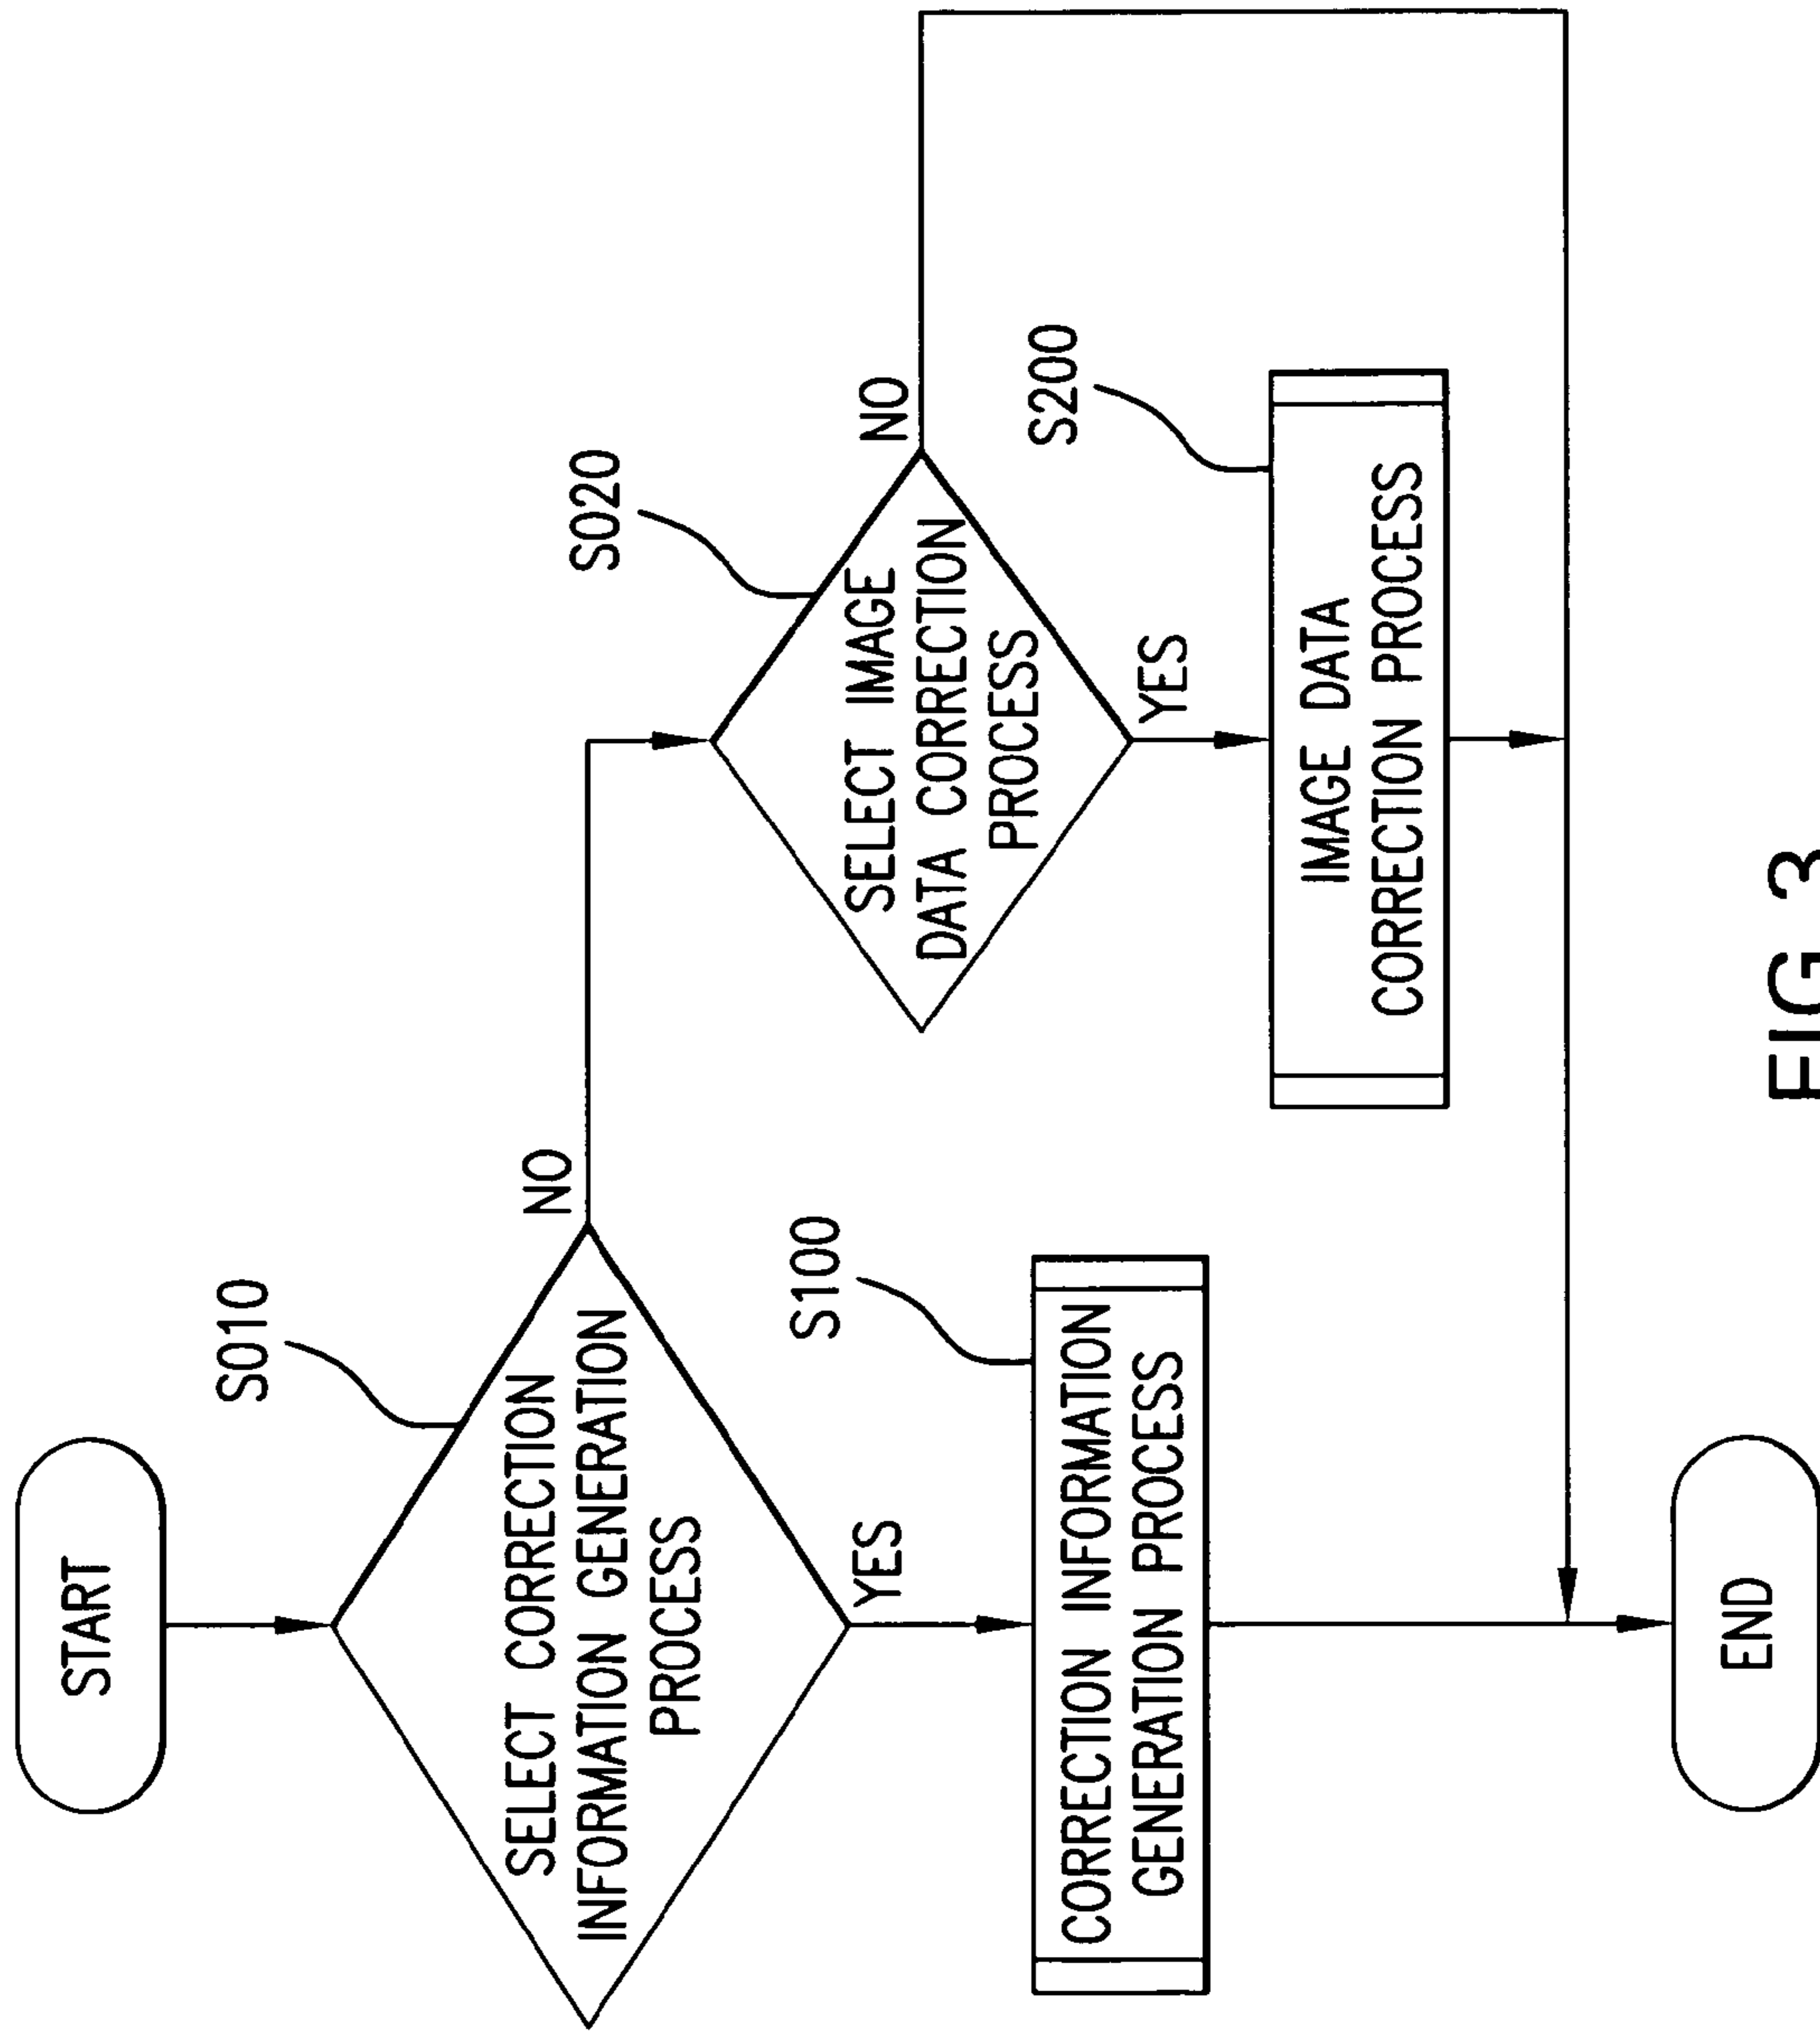 START
S010
SELECT CORRECTION
INFORMATION GENERATION
PROCESS
NO
YES
S100
CORRECTION INFORMATION
GENERATION PROCESS
S020
SELECT IMAGE
DATA CORRECTION
PROCESS
NO
YES
S200
IMAGE DATA
CORRECTION PROCESS
END
FIG 3